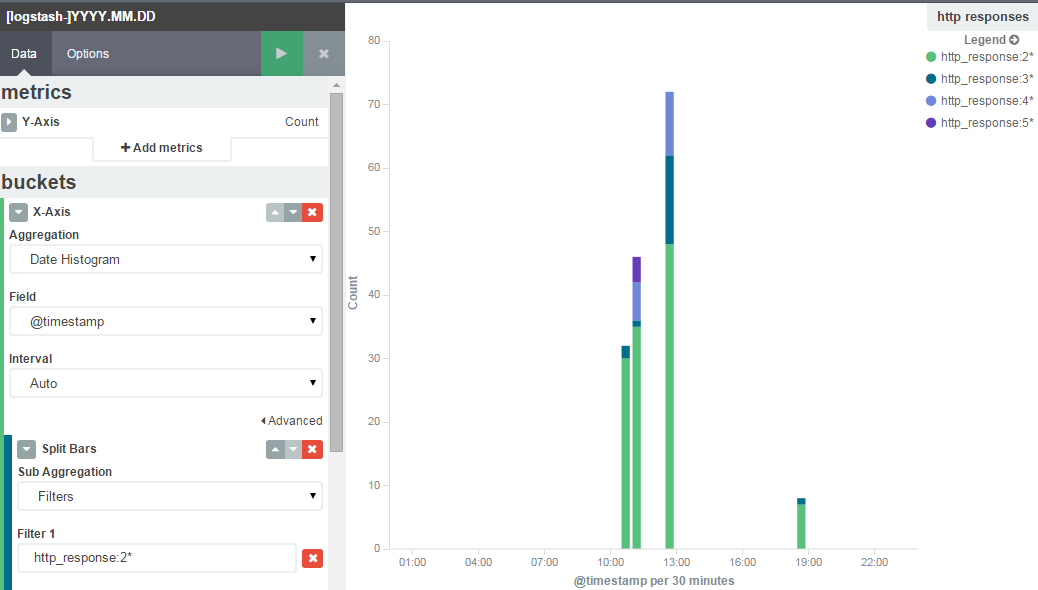 [logstash-]YYYY.MM.DD
Data Options
metrics
Y-Axis Count
Add metrics
buckets
X-Axis
Aggregation
Date Histogram
Field
@timestamp
Interval
Auto
Advanced
Split Bars
Sub Aggregation
Filters
Filter 1
http_response:2*
80
70
60
50
40
30
20
10
0
Count
01:00 04:00 07:00 10:00 13:00 16:00 19:00 22:00
@timestamp per 30 minutes
http responses
Legend
http_response:2*
http_response:3*
http_response:4*
http_response:5*